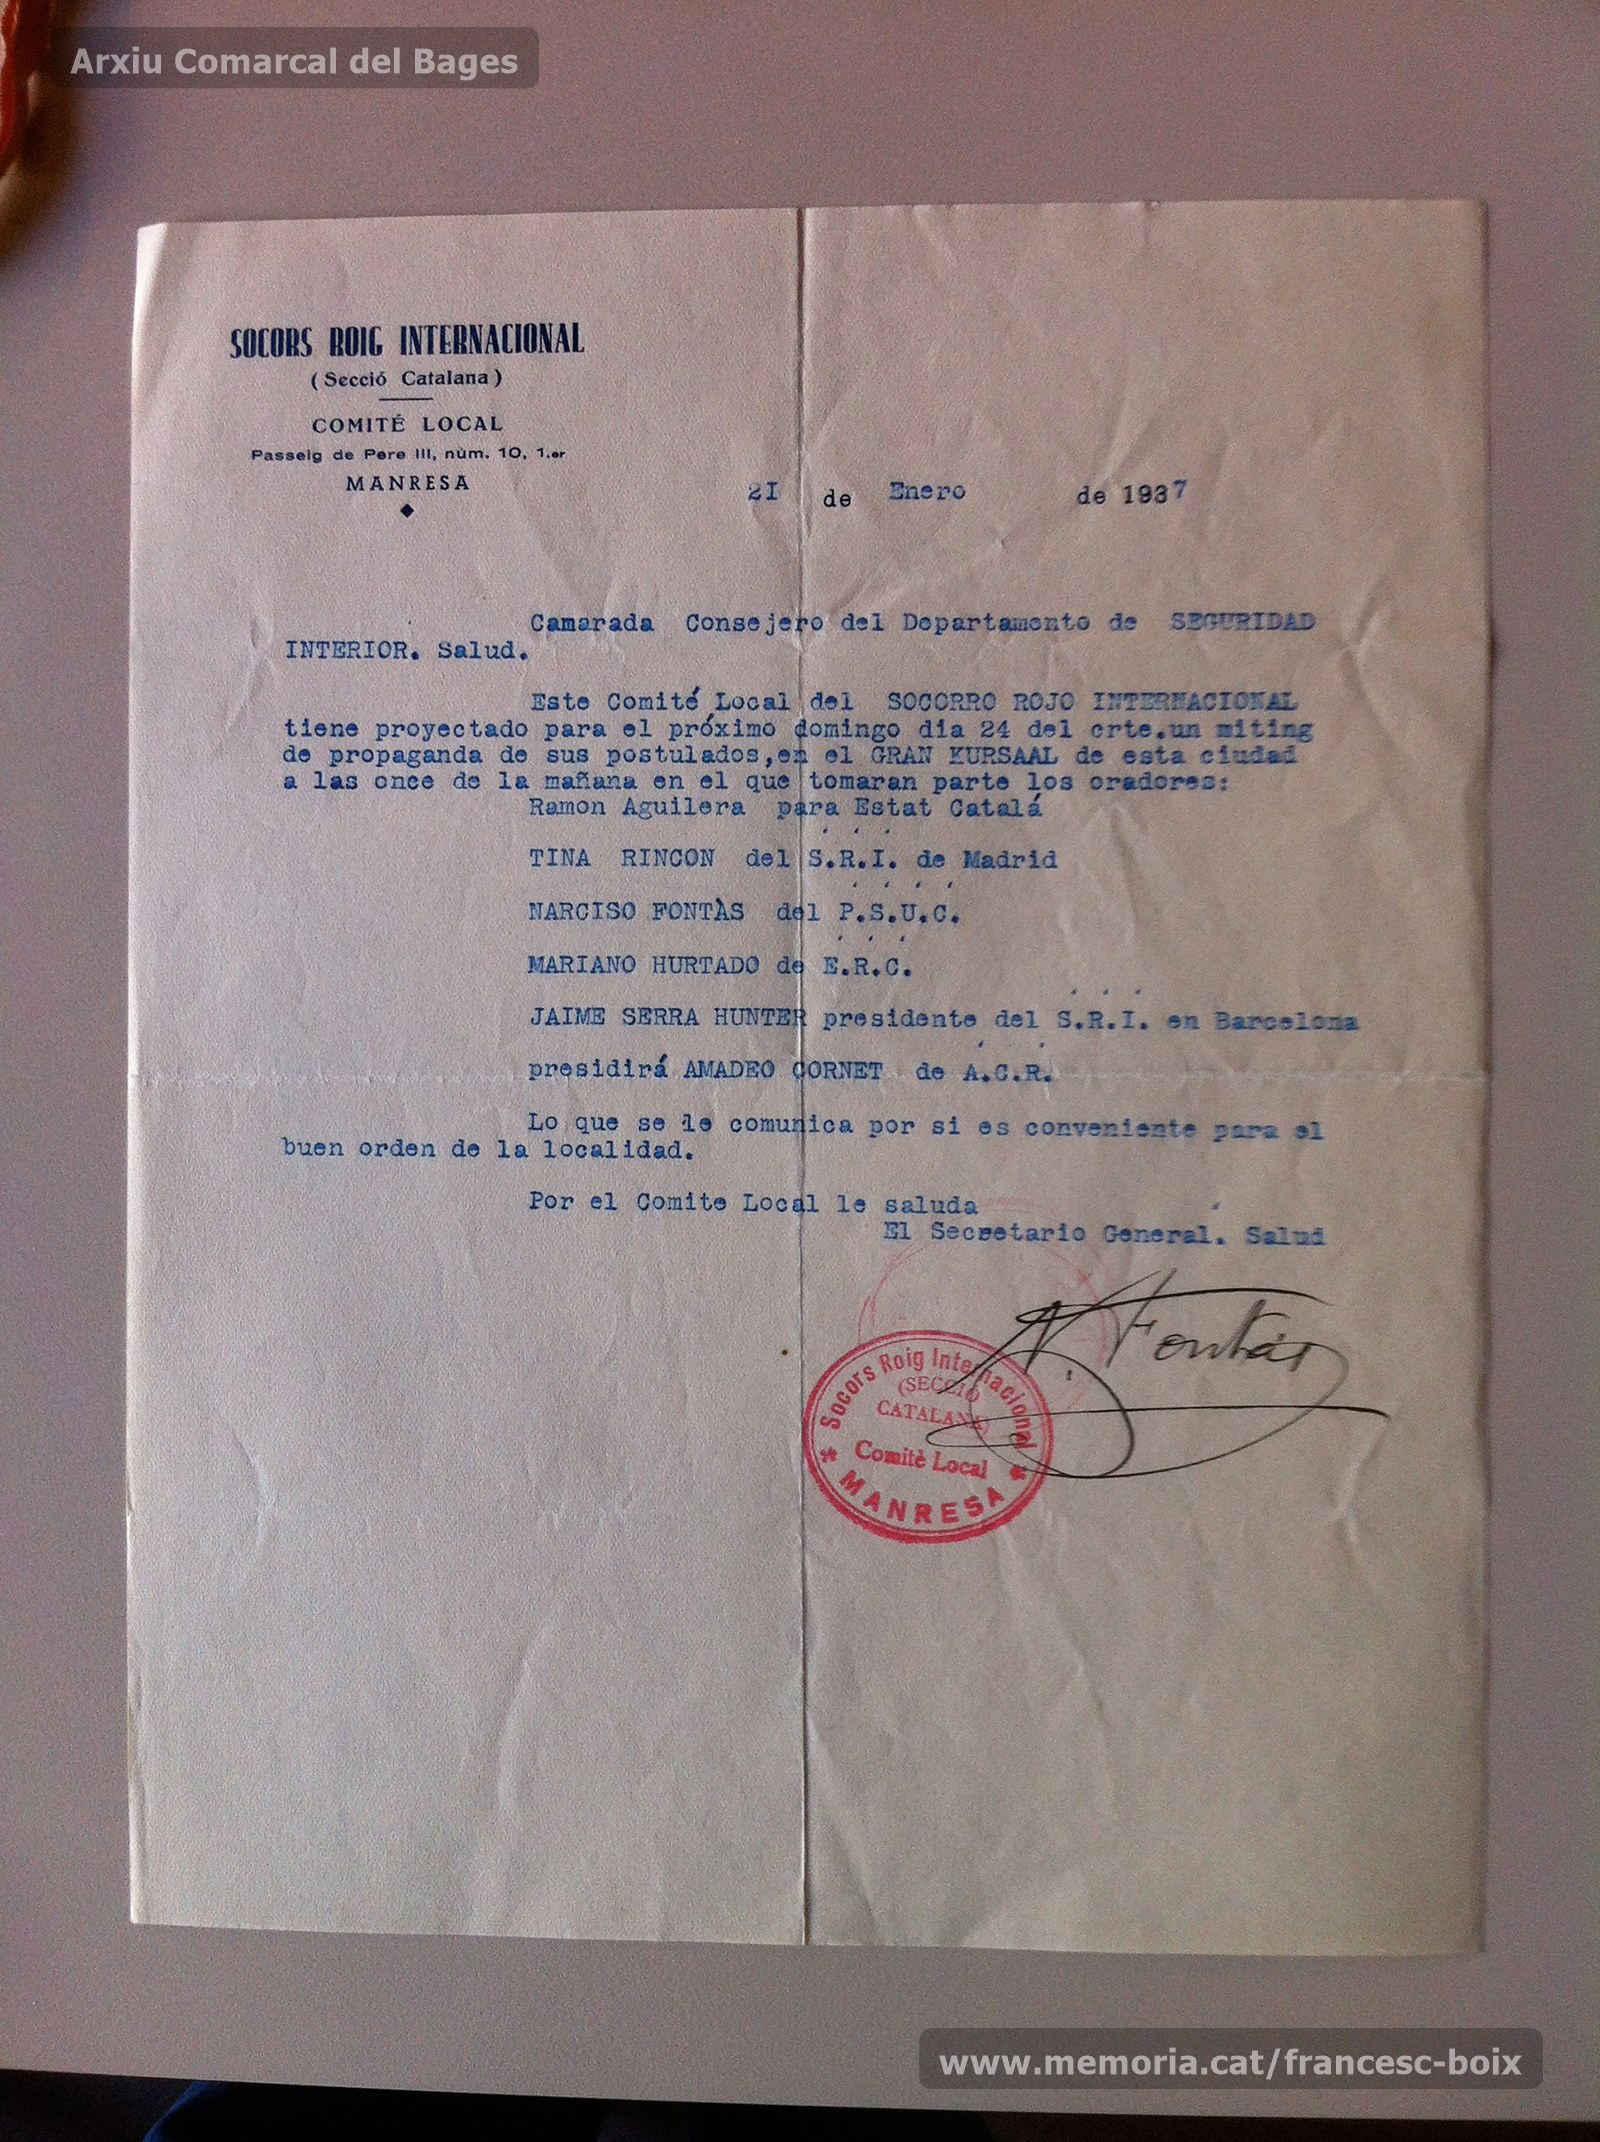 Arxiu Comarcal del Bages
SOCORS ROIG INTERNACIONAL
(Secció Catalana)
COMITÉ LOCAL
Passeig de Pere III, núm. 10, 1.er
MANRESA
2I de Enero de 1937
Camarada Consejero del Departamento de SEGURIDAD
INTERIOR. Salud.
Este Comité Local del SOCORRO ROJO INTERNACIONAL
tiene proyectado para el próximo domingo dia 24 del crte.un miting
de propaganda de sus postulados,en el GRAN KURSAAL de esta ciudad
a las once de la mañana en el que tomaran parte los oradores:
Ramon Aguilera para Estat Catalá
TINA RINCON del S.R.I. de Madrid
NARCISO FONTÀS del P.S.U.C.
MARIANO HURTADO de E.R.C.
JAIME SERRA HUNTER presidente del S.R.I. en Barcelona
presidirá AMADEO CORNET de A.C.R.
Lo que se le comunica por si es conveniente para el
buen orden de la localidad.
Por el Comite Local le saluda
El Secretario General. Salud
N. Fontás
Socors Roig Internacional
(SECCIÓ
CATALANA)
Comitè Local
MANRESA
www.memoria.cat/francesc-boix